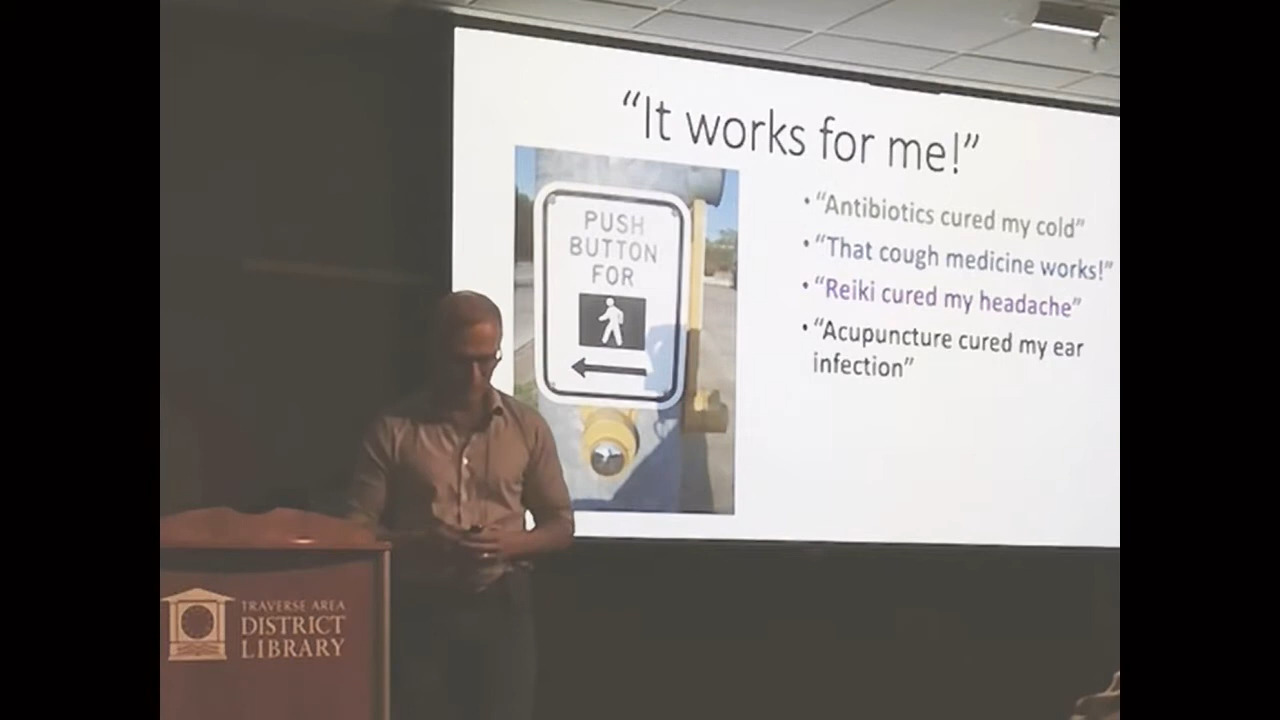 “It works for me!”
PUSH
BUTTON
FOR
• “Antibiotics cured my cold”
• “That cough medicine works!”
• “Reiki cured my headache”
• “Acupuncture cured my ear
infection”
TRAVERSE AREA
DISTRICT
LIBRARY